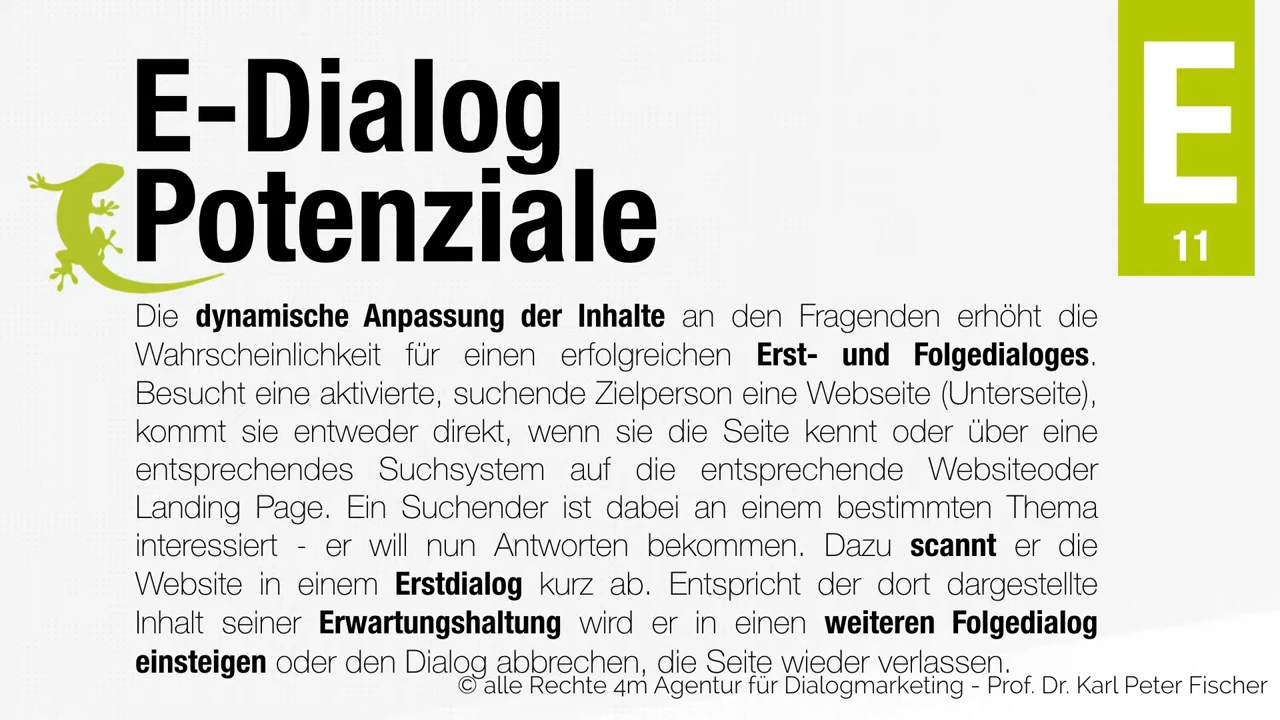 E-Dialog
Potenziale
E
11
Die dynamische Anpassung der Inhalte an den Fragenden erhöht die
Wahrscheinlichkeit für einen erfolgreichen Erst- und Folgedialoges.
Besucht eine aktivierte, suchende Zielperson eine Webseite (Unterseite),
kommt sie entweder direkt, wenn sie die Seite kennt oder über eine
entsprechendes Suchsystem auf die entsprechende Websiteoder
Landing Page. Ein Suchender ist dabei an einem bestimmten Thema
interessiert - er will nun Antworten bekommen. Dazu scannt er die
Website in einem Erstdialog kurz ab. Entspricht der dort dargestellte
Inhalt seiner Erwartungshaltung wird er in einen weiteren Folgedialog
einsteigen oder den Dialog abbrechen, die Seite wieder verlassen.
© alle Rechte 4m Agentur für Dialogmarketing - Prof. Dr. Karl Peter Fischer